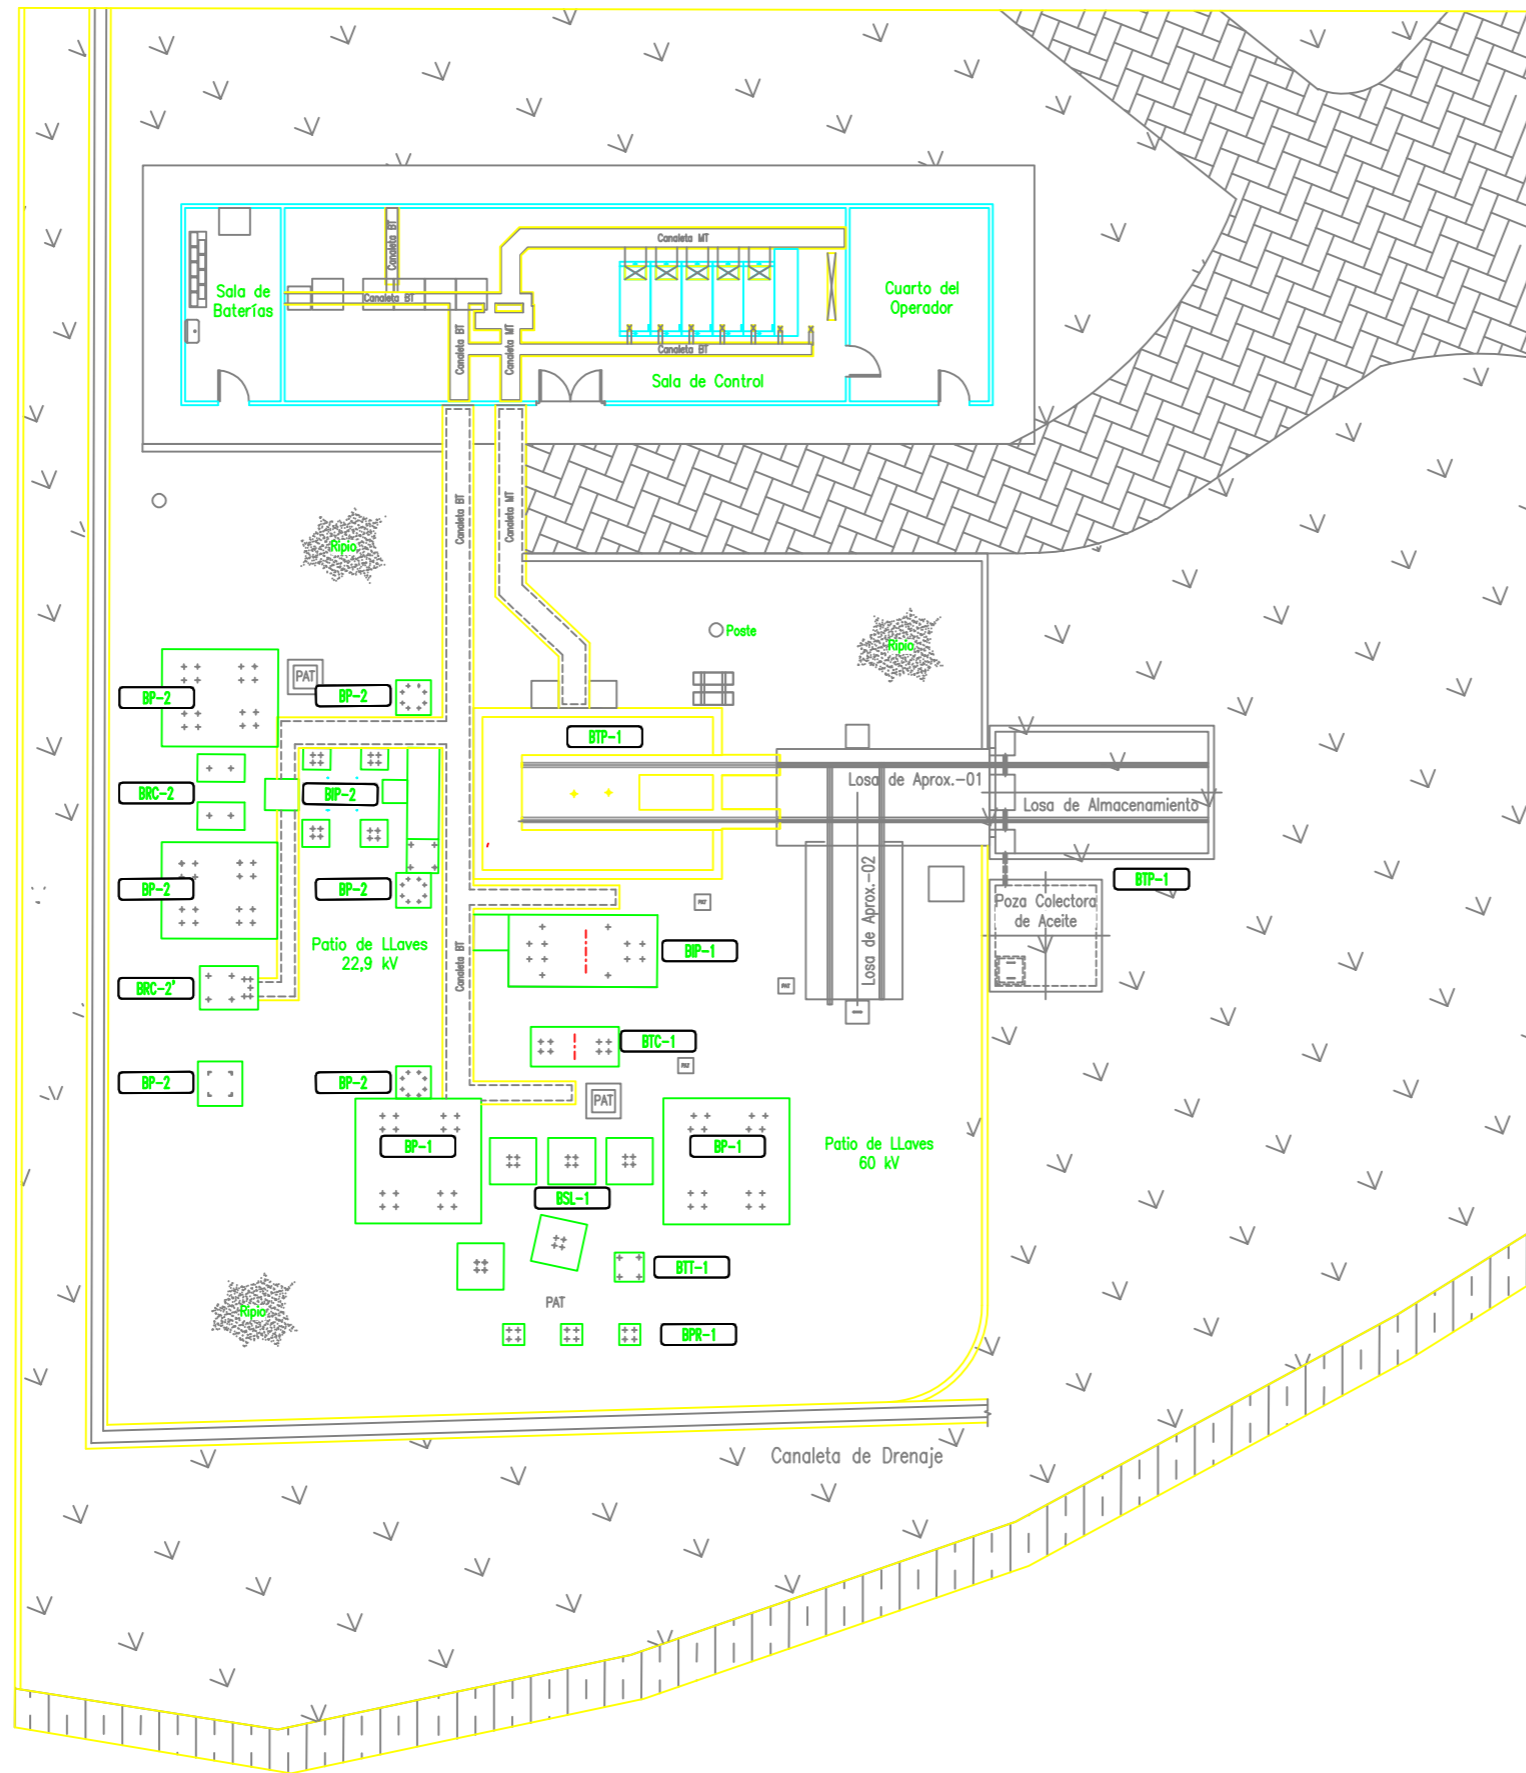 Canaleta MT
Canaleta BT
Sala de
Baterías
Canaleta BT
Cuarto del
Operador
Canaleta BT
Canaleta MT
Canaleta BT
Sala de Control
Canaleta BT
Canaleta MT
Ripio
Poste
Ripio
PAT
BP-2
BP-2
BTP-1
BRC-2
BIP-2
Losa de Aprox.-01
Losa de Almacenamiento
BP-2
BP-2
Losa de Aprox.-02
BTP-1
PAT
Poza Colectora
de Aceite
Patio de LLaves
22,9 kV
Canaleta BT
BIP-1
BRC-2'
PAT
BTC-1
PAT
BP-2
BP-2
PAT
BP-1
BP-1
Patio de LLaves
60 kV
BSL-1
BTT-1
PAT
Ripio
BPR-1
Canaleta de Drenaje